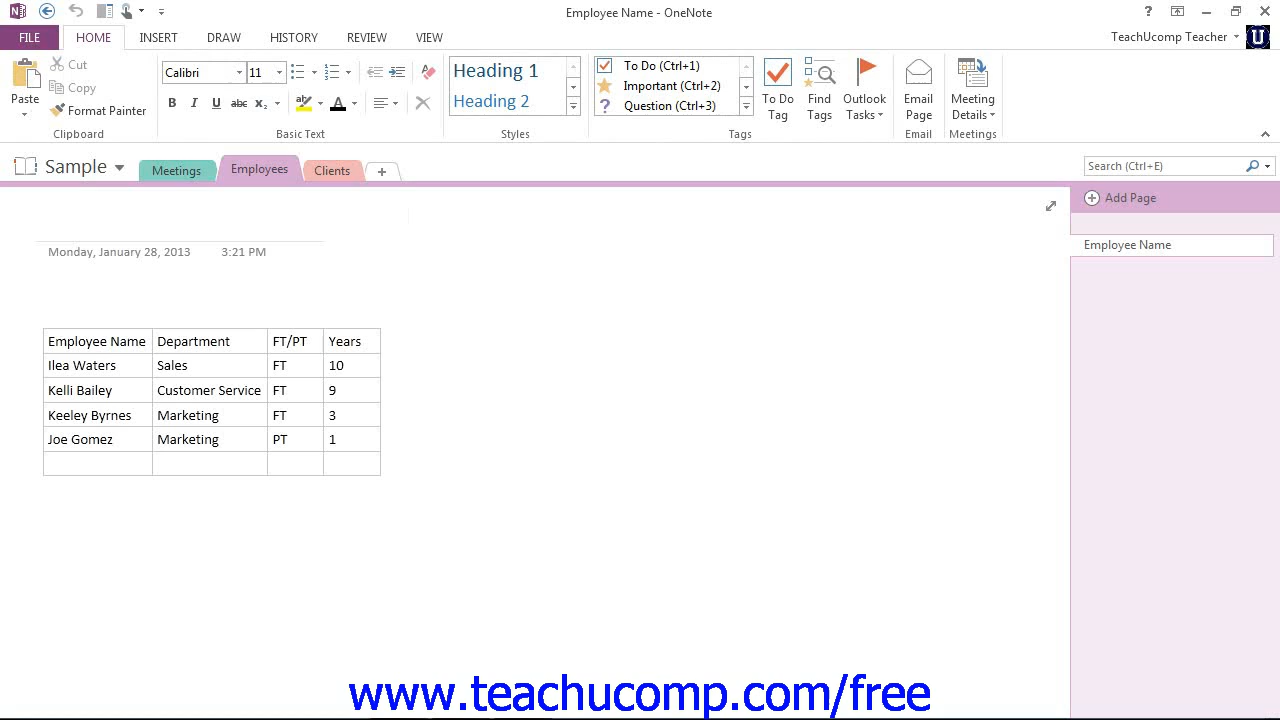 Employee Name - OneNote
?
FILE HOME INSERT DRAW HISTORY REVIEW VIEW
TeachUcomp Teacher
U
Paste
Cut
Copy
Format Painter
Clipboard
Calibri 11
B I U abc x₂ ab A
Basic Text
Heading 1
Heading 2
Styles
To Do (Ctrl+1)
Important (Ctrl+2)
? Question (Ctrl+3)
To Do Tag
Find Tags
Outlook Tasks
Tags
Email Page
Email
Meeting Details
Meetings
Sample Meetings Employees Clients +
Search (Ctrl+E)
Add Page
Employee Name
Monday, January 28, 2013 3:21 PM
Employee Name Department FT/PT Years
Ilea Waters Sales FT 10
Kelli Bailey Customer Service FT 9
Keeley Byrnes Marketing FT 3
Joe Gomez Marketing PT 1
www.teachucomp.com/free